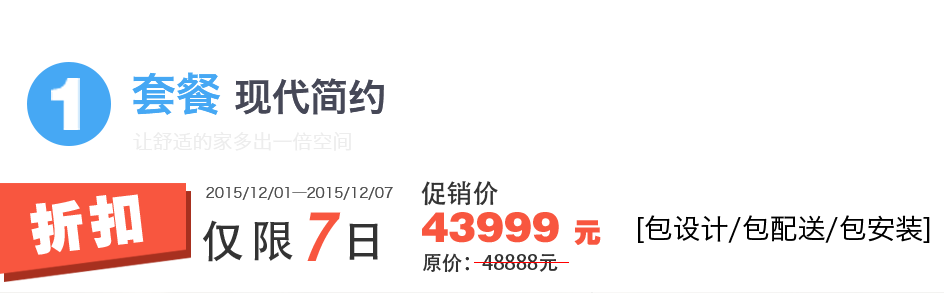 1 套餐 现代简约
让舒适的家多出一倍空间
折扣
2015/12/01—2015/12/07
仅限7日
促销价
43999 元
原价：48888元
[包设计/包配送/包安装]